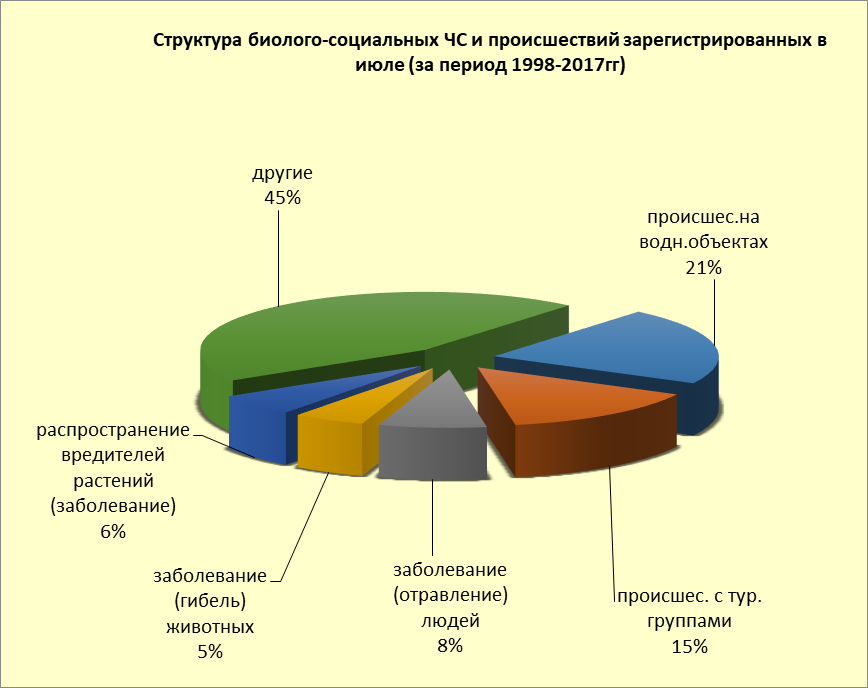 Структура биолого-социальных ЧС и происшествий зарегистрированных в
июле (за период 1998-2017гг)
другие
45%
происшес.на
водн.объектах
21%
распространение
вредителей
растений
(заболевание)
6%
заболевание
(гибель)
животных
5%
заболевание
(отравление)
людей
8%
происшес. с тур.
группами
15%